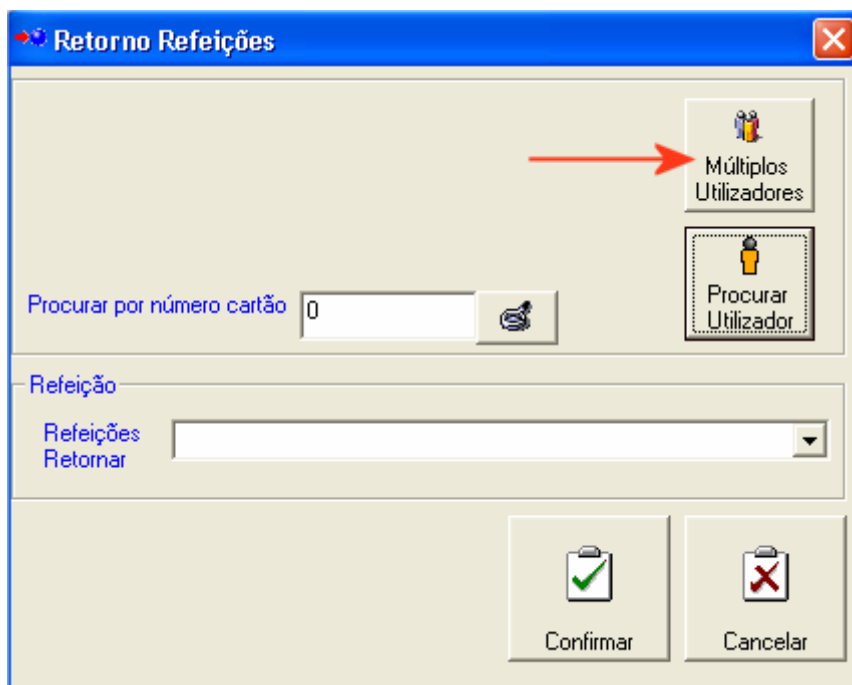 Retorno Refeições
Múltiplos
Utilizadores
Procurar por número cartão
0
Procurar
Utilizador
Refeição
Refeições
Retornar
Confirmar
Cancelar